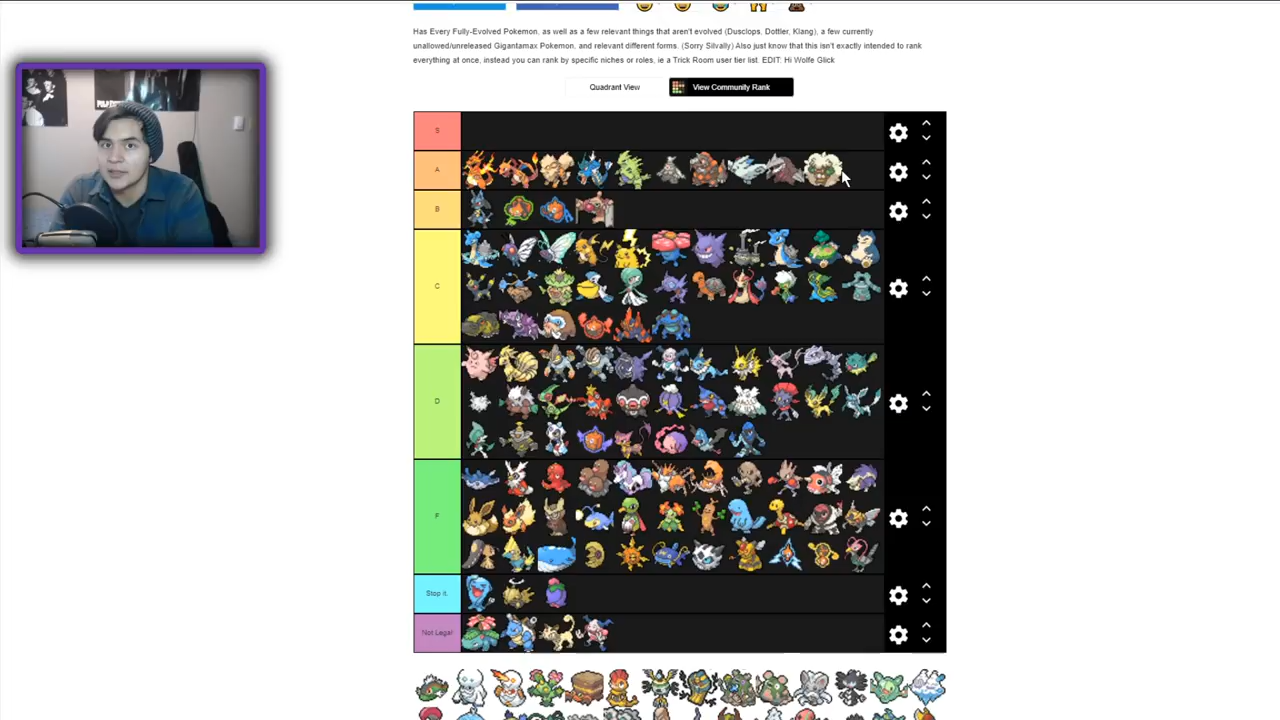 Has Every Fully-Evolved Pokemon, as well as a few relevant things that aren't evolved (Dusclops, Dottler, Klang), a few currently
unallowed/unreleased Gigantamax Pokemon, and relevant different forms. (Sorry Silvally) Also just know that this isn't exactly intended to rank
everything at once, instead you can rank by specific niches or roles, ie a Trick Room user tier list. EDIT: Hi Wolfe Glick
Quadrant View
View Community Rank
S
A
B
C
D
F
Stop it.
Not Legal